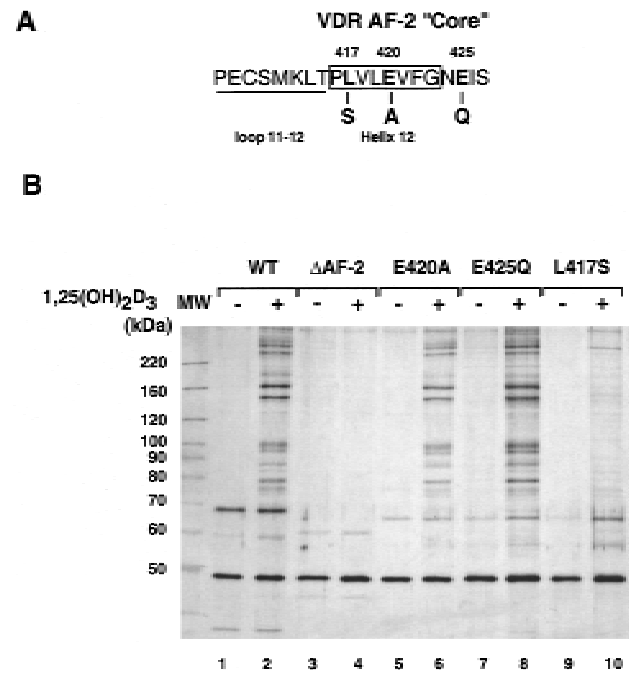 A
VDR AF-2 "Core"
417 420 425
PECSMKLTPLVLEVFGNEIS
S A Q
loop 11-12 Helix 12
B
WT ΔAF-2 E420A E425Q L417S
1,25(OH)2D3 MW - + - + - + - + - +
(kDa)
220
160
120
100
90
80
70
60
50
1 2 3 4 5 6 7 8 9 10